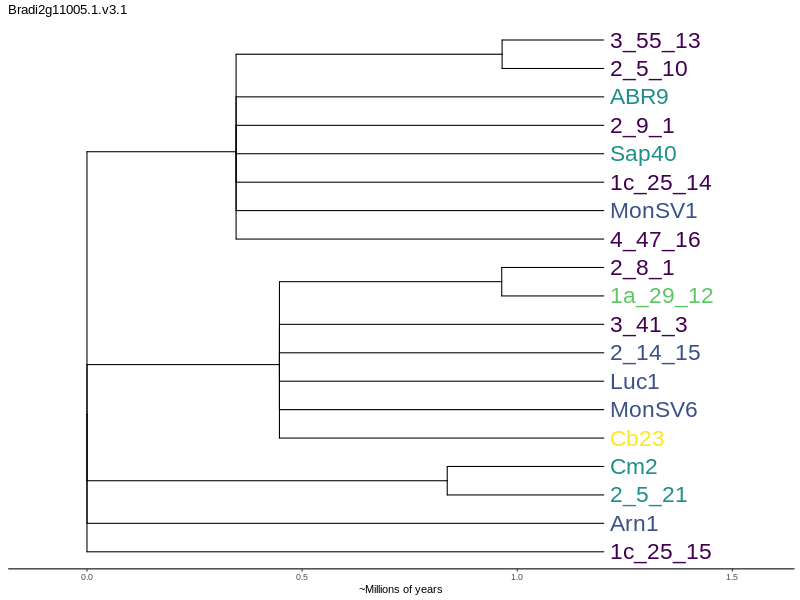 Bradi2g11005.1.v3.1
3_55_13
2_5_10
ABR9
2_9_1
Sap40
1c_25_14
MonSV1
4_47_16
2_8_1
1a_29_12
3_41_3
2_14_15
Luc1
MonSV6
Cb23
Cm2
2_5_21
Arn1
1c_25_15
0.0 0.5 1.0 1.5
~Millions of years